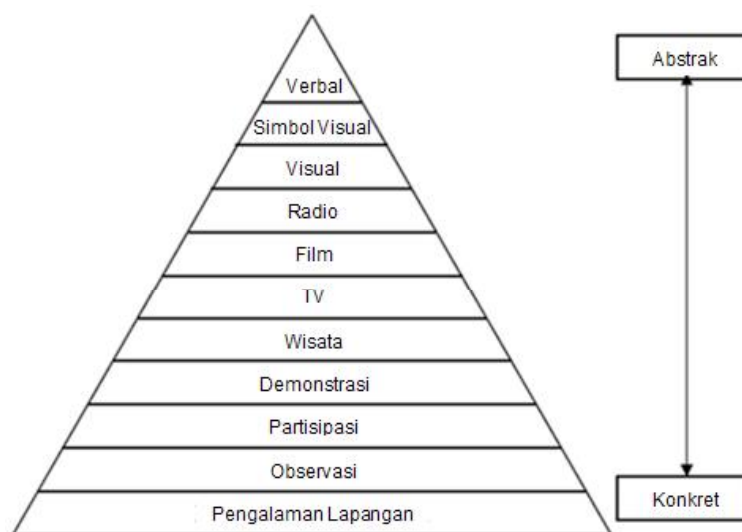 Verbal
Simbol Visual
Visual
Radio
Film
TV
Wisata
Demonstrasi
Partisipasi
Observasi
Pengalaman Lapangan
Abstrak
Konkret